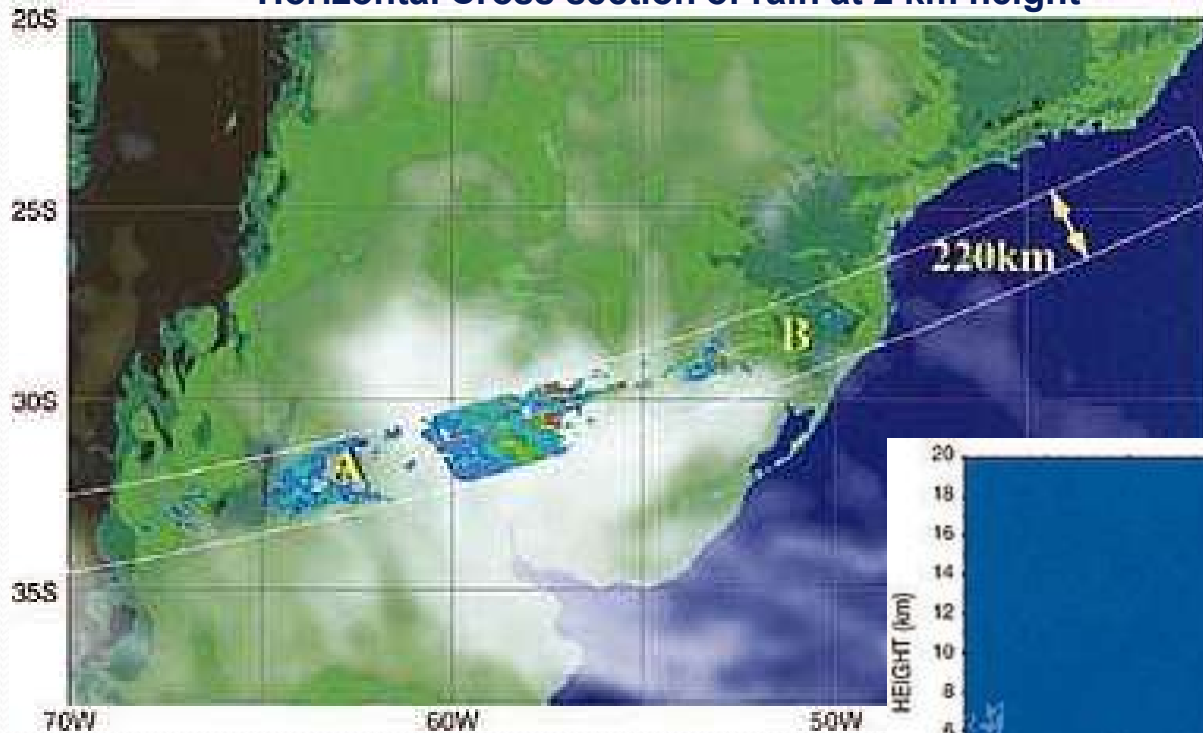 Horizontal Cross section of rain at 2 km height
20S
25S
220km
B
30S
A
35S
70W
60W
50W
20
18
16
14
12
10
8
6
HEIGHT (km)